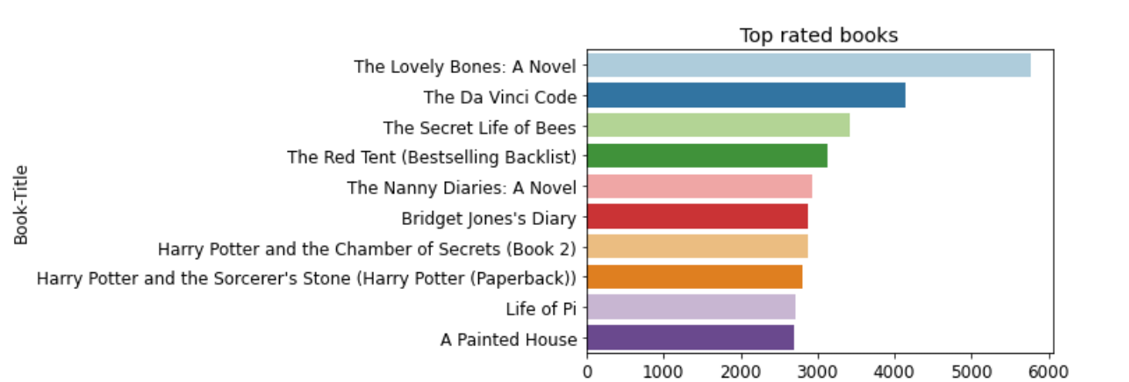 Top rated books
The Lovely Bones: A Novel
The Da Vinci Code
The Secret Life of Bees
The Red Tent (Bestselling Backlist)
The Nanny Diaries: A Novel
Bridget Jones's Diary
Harry Potter and the Chamber of Secrets (Book 2)
Harry Potter and the Sorcerer's Stone (Harry Potter (Paperback))
Life of Pi
A Painted House
Book-Title
0 1000 2000 3000 4000 5000 6000